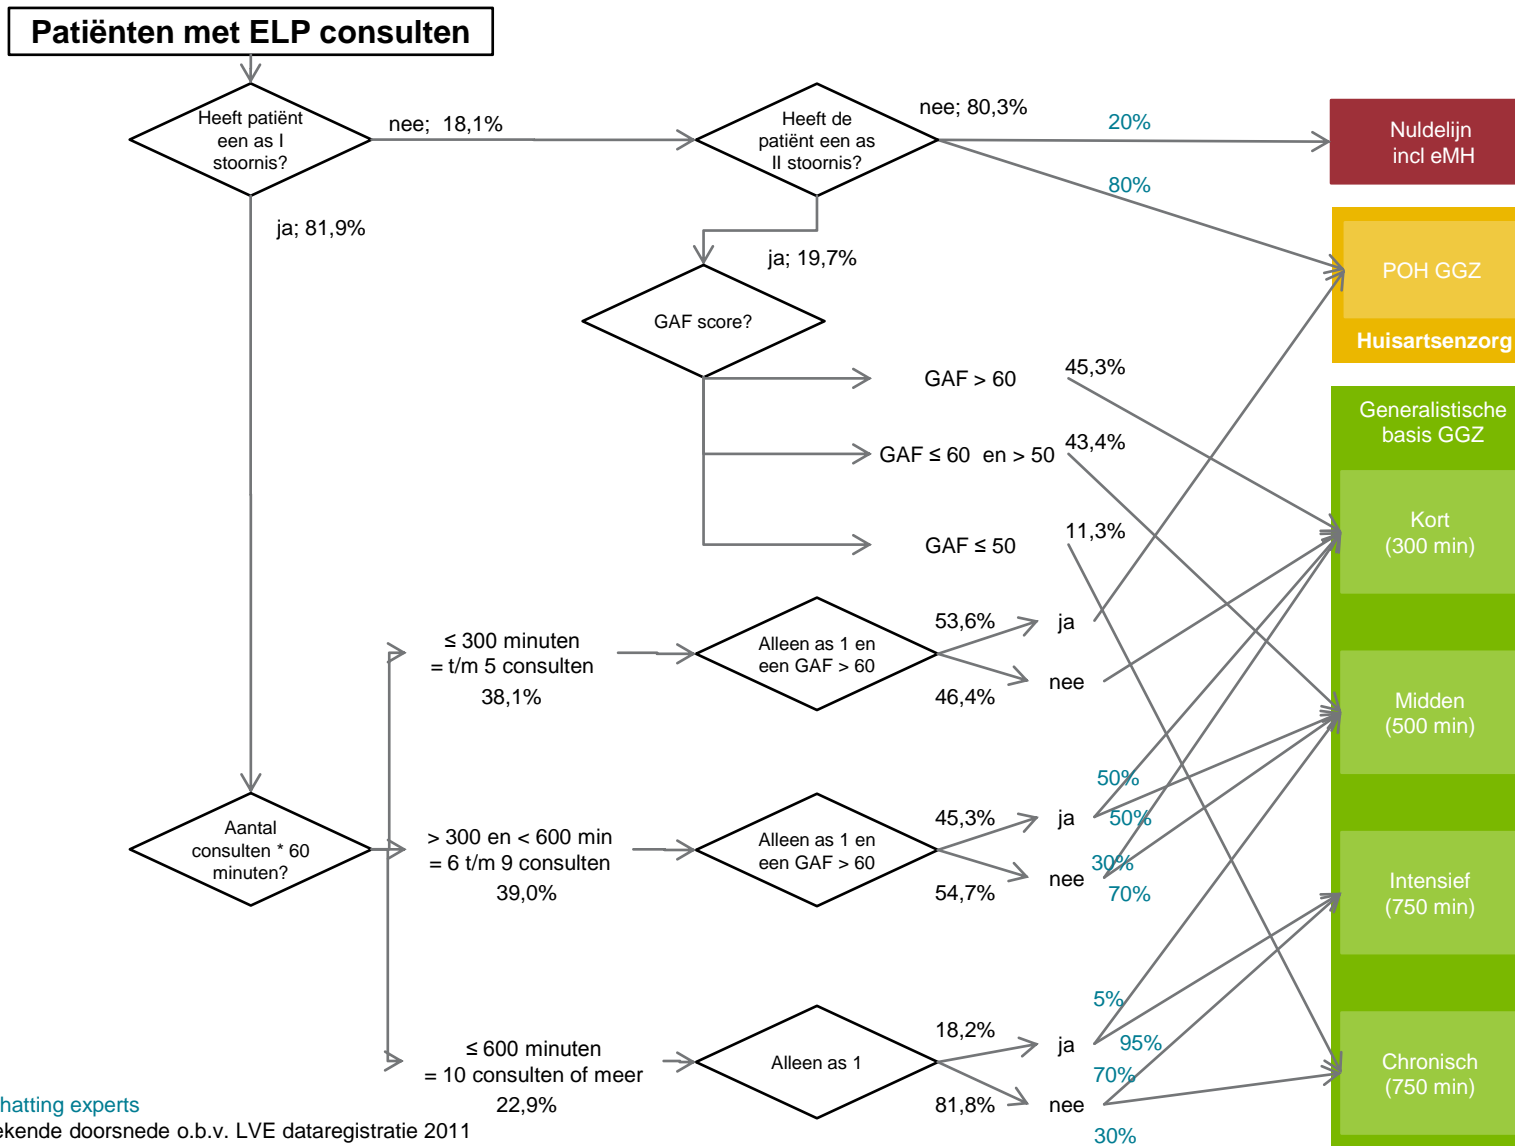 Patiënten met ELP consulten
Heeft patiënt
een as I
stoornis?
nee; 18,1%
Heeft de
patiënt een as
II stoornis?
nee; 80,3%
20%
80%
Nuldelijn
incl eMH
ja; 81,9%
ja; 19,7%
POH GGZ
Huisartsenzorg
GAF score?
GAF > 60
45,3%
GAF ≤ 60 en > 50
43,4%
GAF ≤ 50
11,3%
Generalistische
basis GGZ
Kort
(300 min)
≤ 300 minuten
= t/m 5 consulten
38,1%
Alleen as 1 en
een GAF > 60
53,6%
ja
46,4%
nee
Midden
(500 min)
Aantal
consulten * 60
minuten?
> 300 en < 600 min
= 6 t/m 9 consulten
39,0%
Alleen as 1 en
een GAF > 60
45,3%
ja
50%
50%
54,7%
nee
30%
70%
Intensief
(750 min)
≤ 600 minuten
= 10 consulten of meer
22,9%
Alleen as 1
18,2%
ja
5%
95%
81,8%
nee
70%
30%
Chronisch
(750 min)
hatting experts
ekende doorsnede o.b.v. LVE dataregistratie 2011